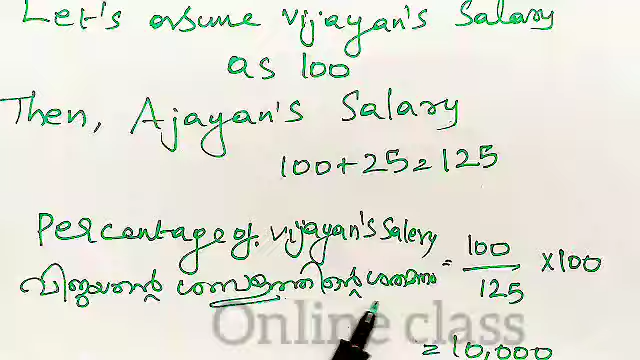 Let's assume Vijayan's Salary
as 100
Then, Ajayan's Salary
100+25=125
Percentage of Vijayan's Salery
വിജയന്റെ ശമ്പളത്തിന്റെ ശതമാനം = 100/125 ×100
Online class
= 10,000